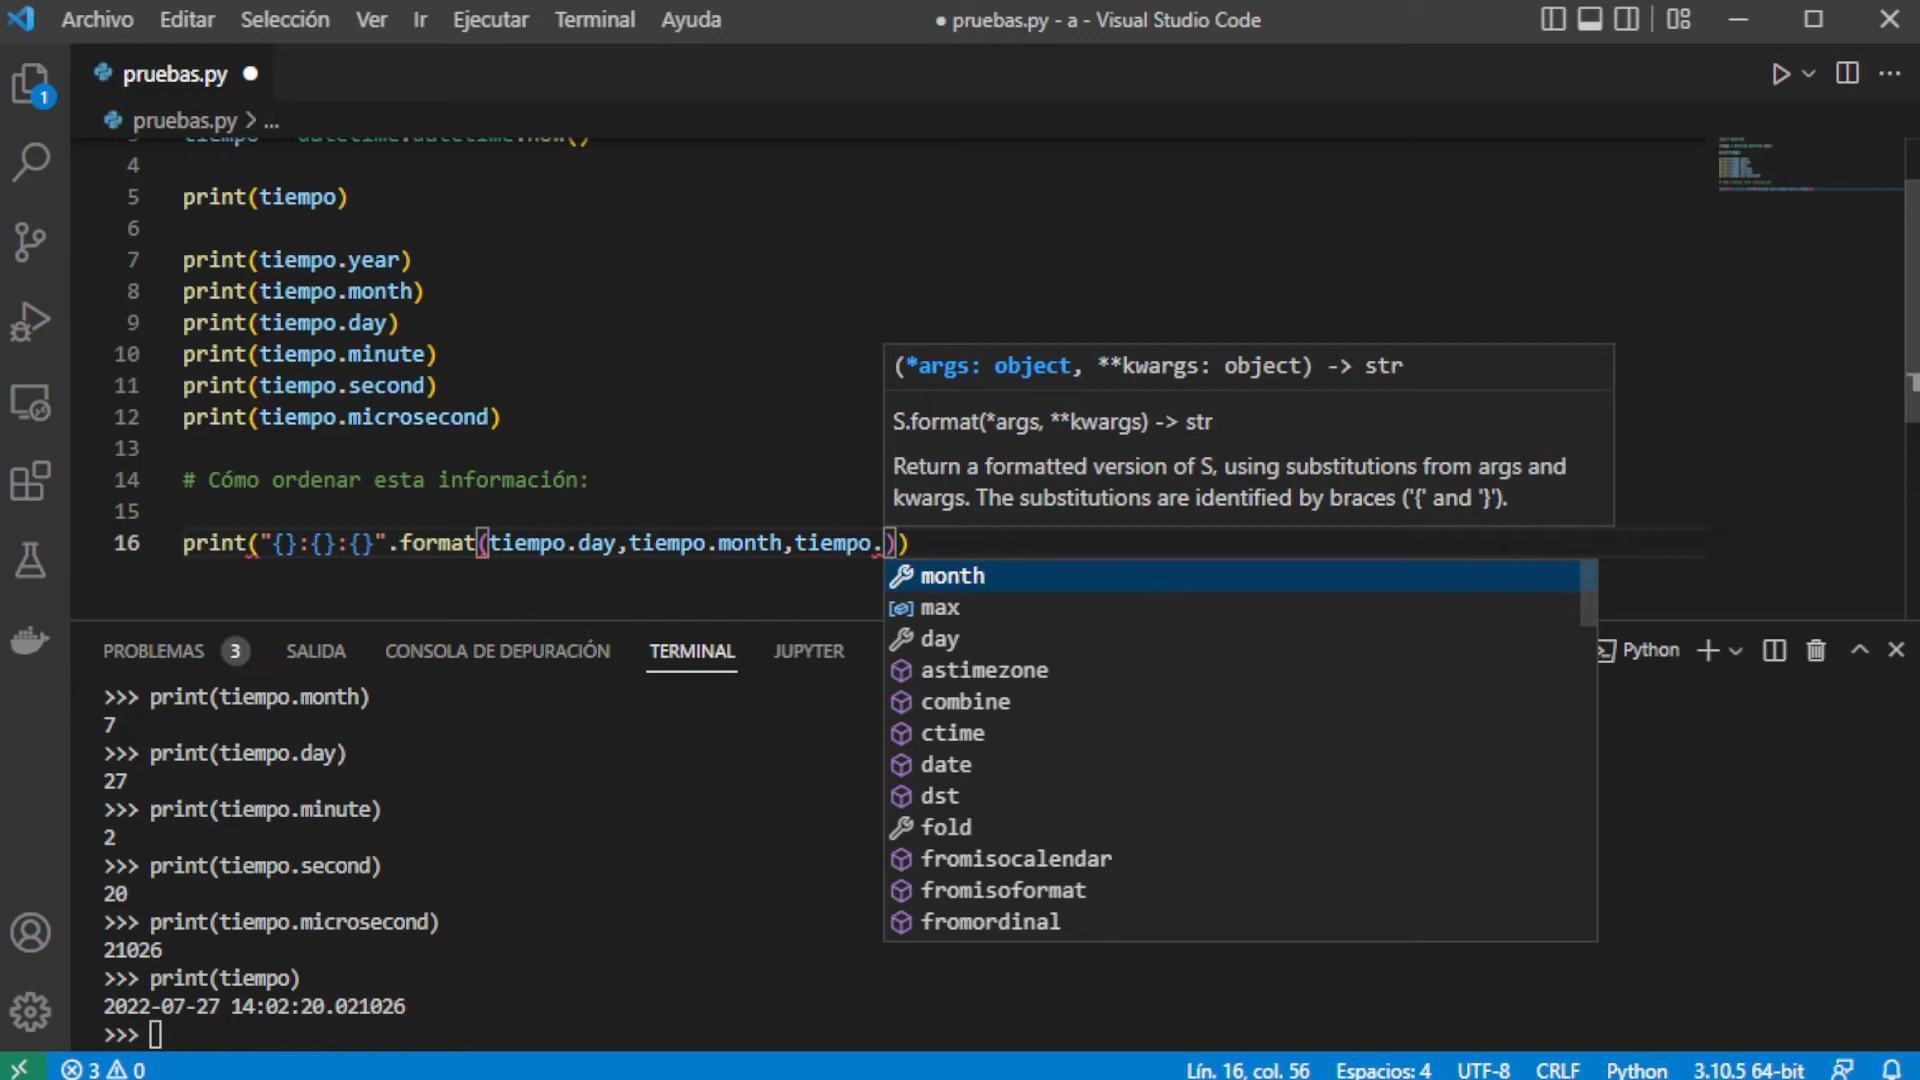 Archivo Editar Selección Ver Ir Ejecutar Terminal Ayuda
● pruebas.py - a - Visual Studio Code
pruebas.py
1
pruebas.py > ...
3 tiempo = datetime.datetime.now()
4
5 print(tiempo)
6
7 print(tiempo.year)
8 print(tiempo.month)
9 print(tiempo.day)
10 print(tiempo.minute)
11 print(tiempo.second)
12 print(tiempo.microsecond)
13
14 # Cómo ordenar esta información:
15
16 print("{}:{}:{}".format(tiempo.day,tiempo.month,tiempo.))
(*args: object, **kwargs: object) -> str
S.format(*args, **kwargs) -> str
Return a formatted version of S, using substitutions from args and
kwargs. The substitutions are identified by braces ('{' and '}').
month
max
day
astimezone
combine
ctime
date
dst
fold
fromisocalendar
fromisoformat
fromordinal
PROBLEMAS 3 SALIDA CONSOLA DE DEPURACIÓN TERMINAL JUPYTER
Python
>>> print(tiempo.month)
7
>>> print(tiempo.day)
27
>>> print(tiempo.minute)
2
>>> print(tiempo.second)
20
>>> print(tiempo.microsecond)
21026
>>> print(tiempo)
2022-07-27 14:02:20.021026
>>>
3 0
Lín. 16, col. 56 Espacios: 4 UTF-8 CRLF Python 3.10.5 64-bit